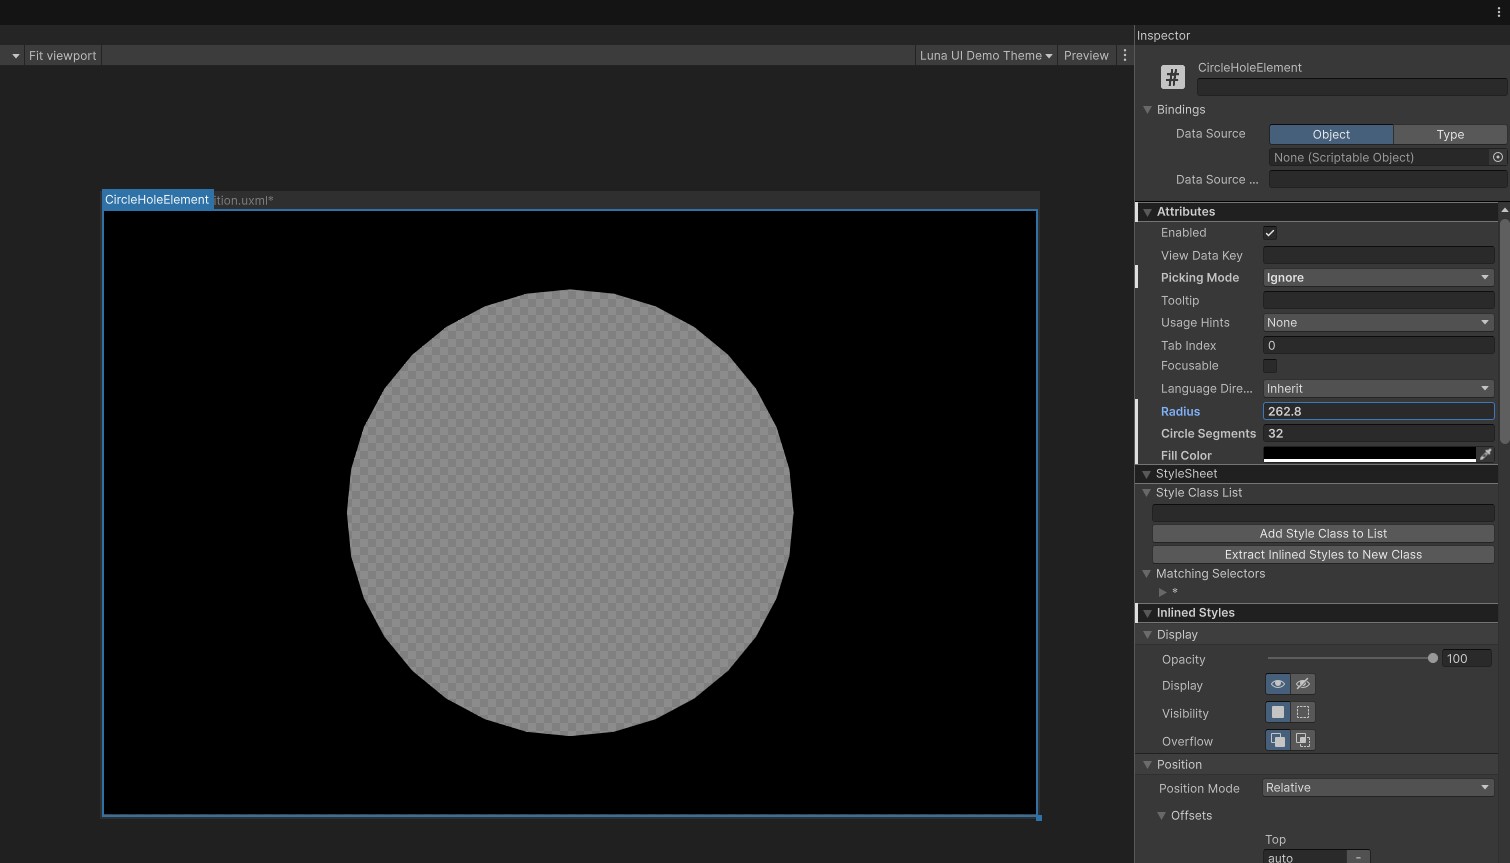 Inspector
Fit viewport
Luna UI Demo Theme
Preview
CircleHoleElement
Bindings
Data Source
Object
Type
None (Scriptable Object)
Data Source ...
CircleHoleElement
ition.uxml*
Attributes
Enabled
View Data Key
Picking Mode
Ignore
Tooltip
Usage Hints
None
Tab Index
0
Focusable
Language Dire...
Inherit
Radius
262.8
Circle Segments
32
Fill Color
StyleSheet
Style Class List
Add Style Class to List
Extract Inlined Styles to New Class
Matching Selectors
*
Inlined Styles
Display
Opacity
100
Display
Visibility
Overflow
Position
Position Mode
Relative
Offsets
Top
auto
-